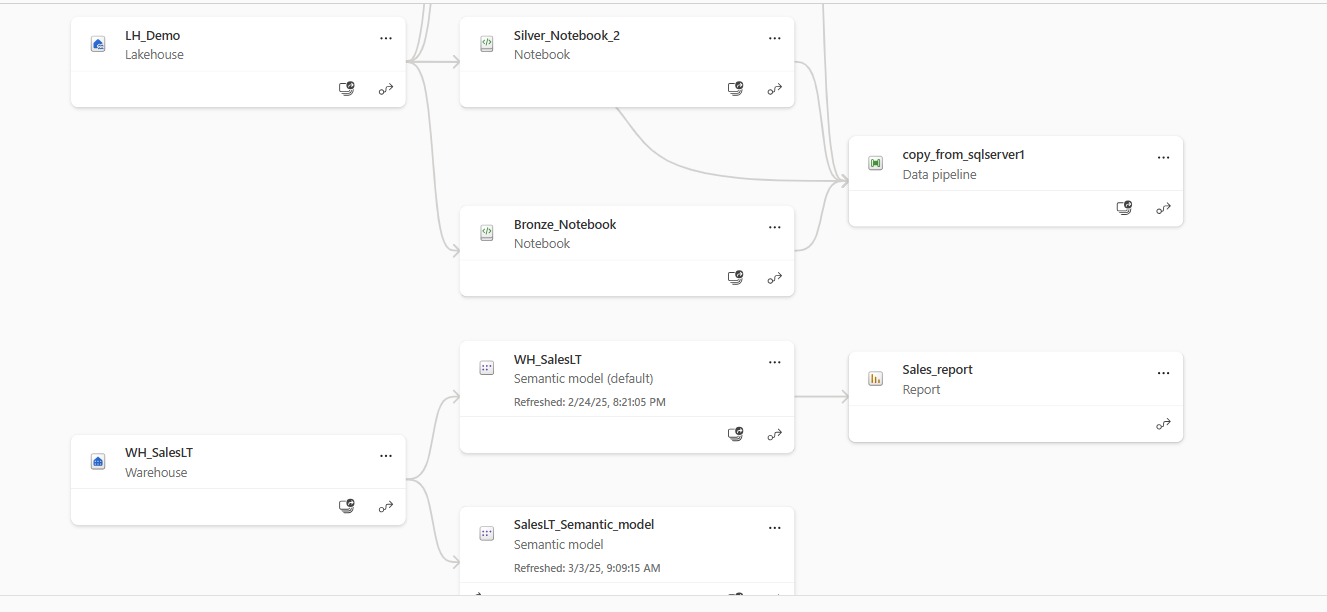 LH_Demo
Lakehouse
Silver_Notebook_2
Notebook
copy_from_sqlserver1
Data pipeline
Bronze_Notebook
Notebook
WH_SalesLT
Semantic model (default)
Refreshed: 2/24/25, 8:21:05 PM
Sales_report
Report
WH_SalesLT
Warehouse
SalesLT_Semantic_model
Semantic model
Refreshed: 3/3/25, 9:09:15 AM